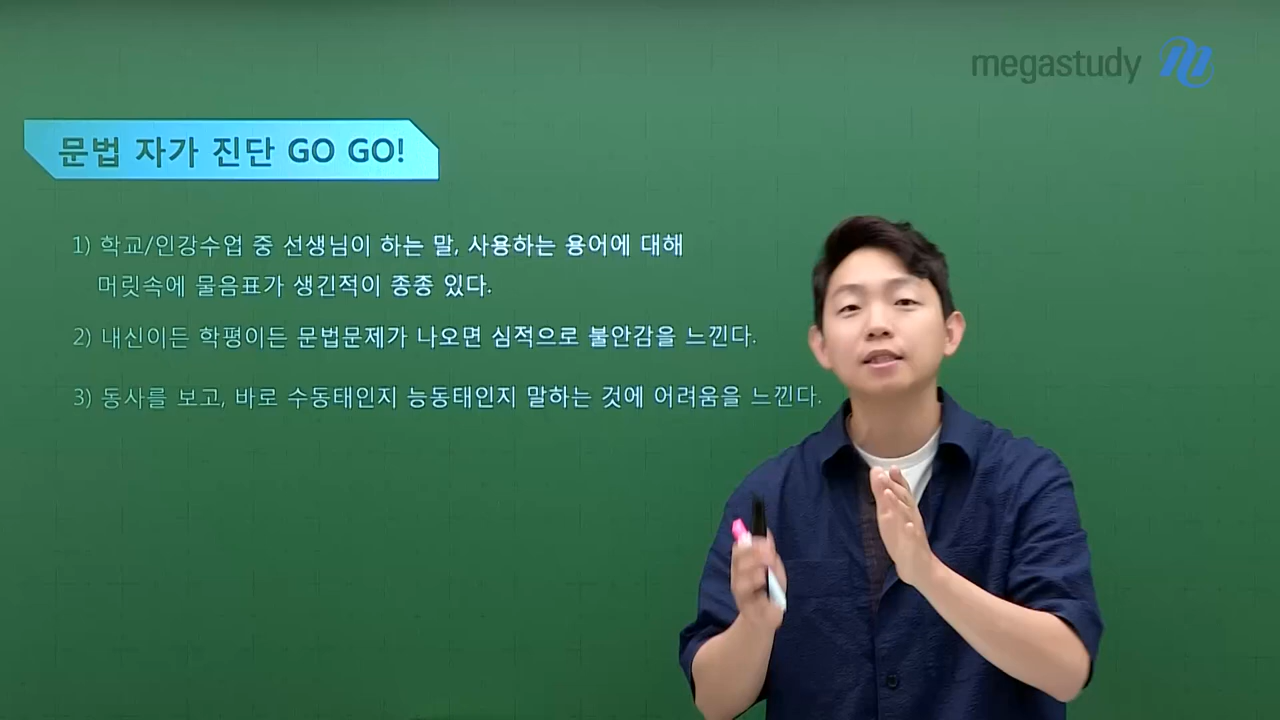 megastudy
문법 자가 진단 GO GO!
1) 학교/인강수업 중 선생님이 하는 말, 사용하는 용어에 대해
머릿속에 물음표가 생긴적이 종종 있다.
2) 내신이든 학평이든 문법문제가 나오면 심적으로 불안감을 느낀다.
3) 동사를 보고, 바로 수동태인지 능동태인지 말하는 것에 어려움을 느낀다.